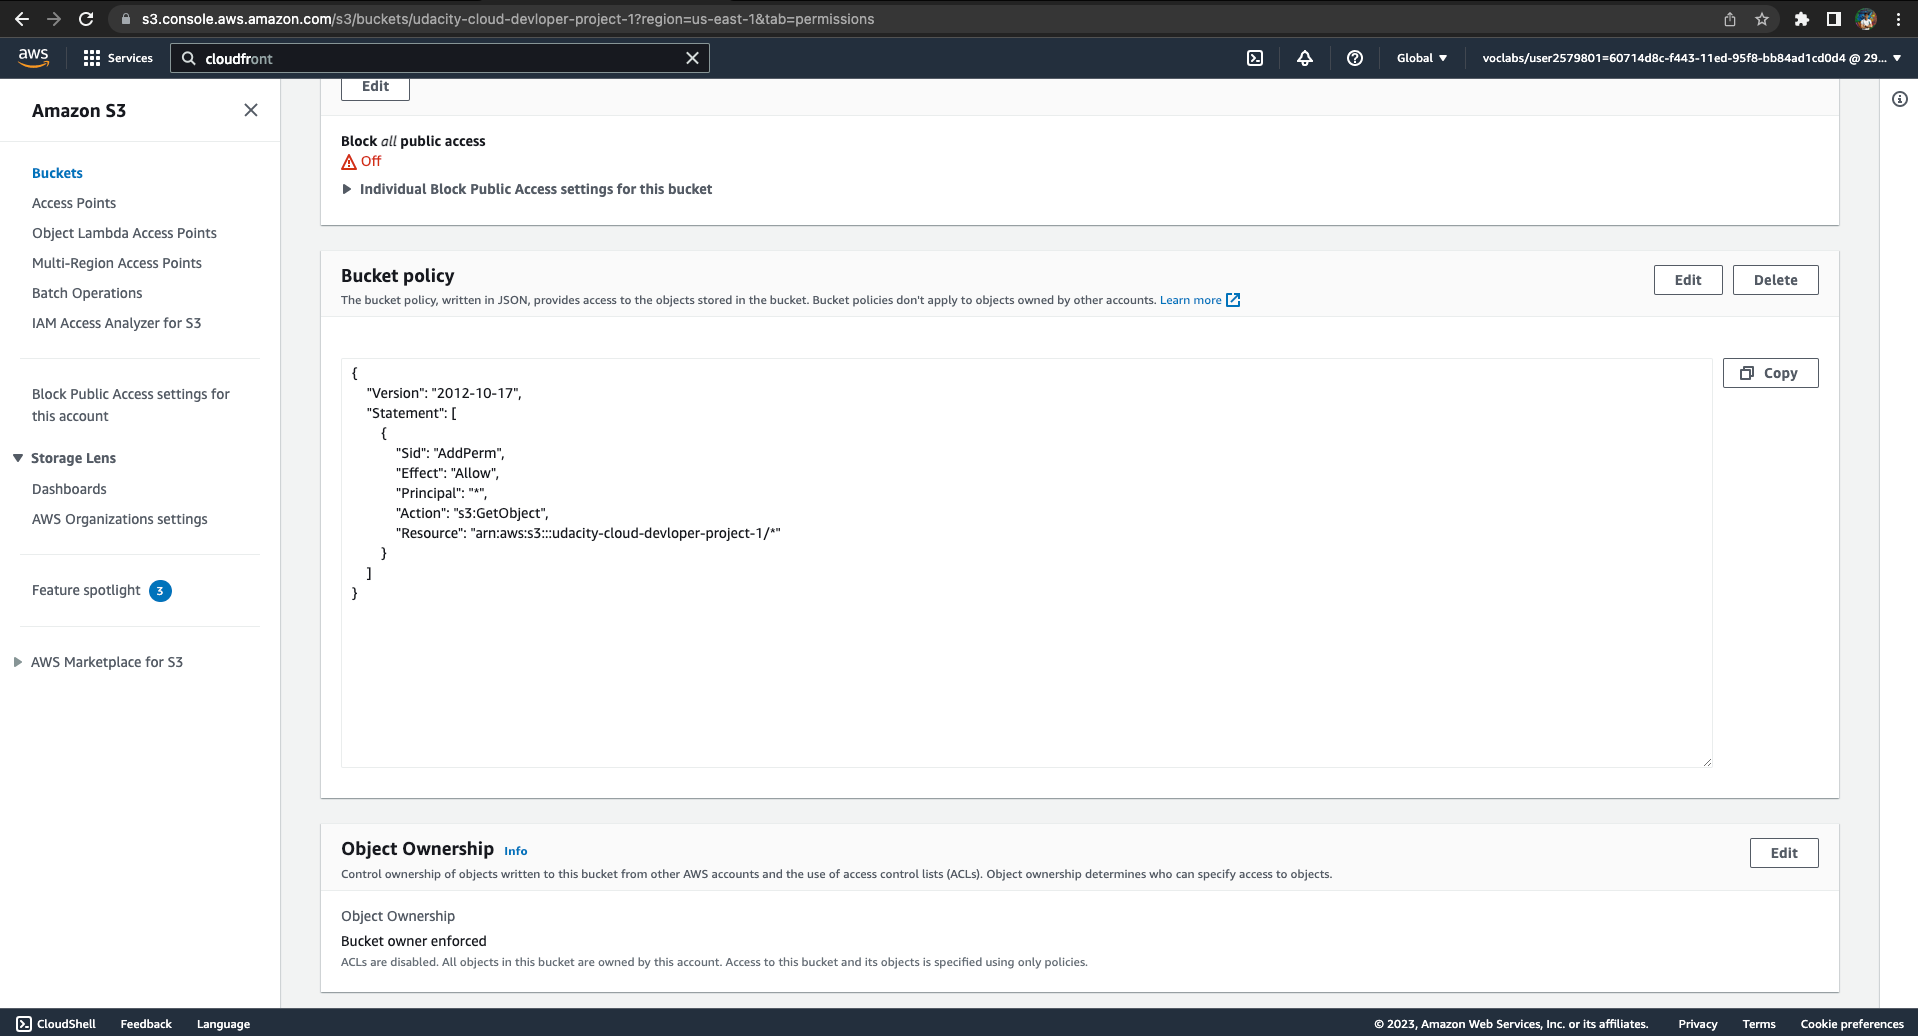 s3.console.aws.amazon.com/s3/buckets/udacity-cloud-devloper-project-1?region=us-east-1&tab=permissions
aws
Services
cloudfront
Global
voclabs/user2579801=60714d8c-f443-11ed-95f8-bb84ad1cd0d4 @ 29...
Amazon S3
Buckets
Access Points
Object Lambda Access Points
Multi-Region Access Points
Batch Operations
IAM Access Analyzer for S3
Block Public Access settings for
this account
Storage Lens
Dashboards
AWS Organizations settings
Feature spotlight 3
AWS Marketplace for S3
Edit
Block all public access
Off
Individual Block Public Access settings for this bucket
Bucket policy
The bucket policy, written in JSON, provides access to the objects stored in the bucket. Bucket policies don't apply to objects owned by other accounts. Learn more
Edit
Delete
Copy
{
"Version": "2012-10-17",
"Statement": [
{
"Sid": "AddPerm",
"Effect": "Allow",
"Principal": "*",
"Action": "s3:GetObject",
"Resource": "arn:aws:s3:::udacity-cloud-devloper-project-1/*"
}
]
}
Object Ownership Info
Control ownership of objects written to this bucket from other AWS accounts and the use of access control lists (ACLs). Object ownership determines who can specify access to objects.
Edit
Object Ownership
Bucket owner enforced
ACLs are disabled. All objects in this bucket are owned by this account. Access to this bucket and its objects is specified using only policies.
CloudShell
Feedback
Language
© 2023, Amazon Web Services, Inc. or its affiliates.
Privacy
Terms
Cookie preferences